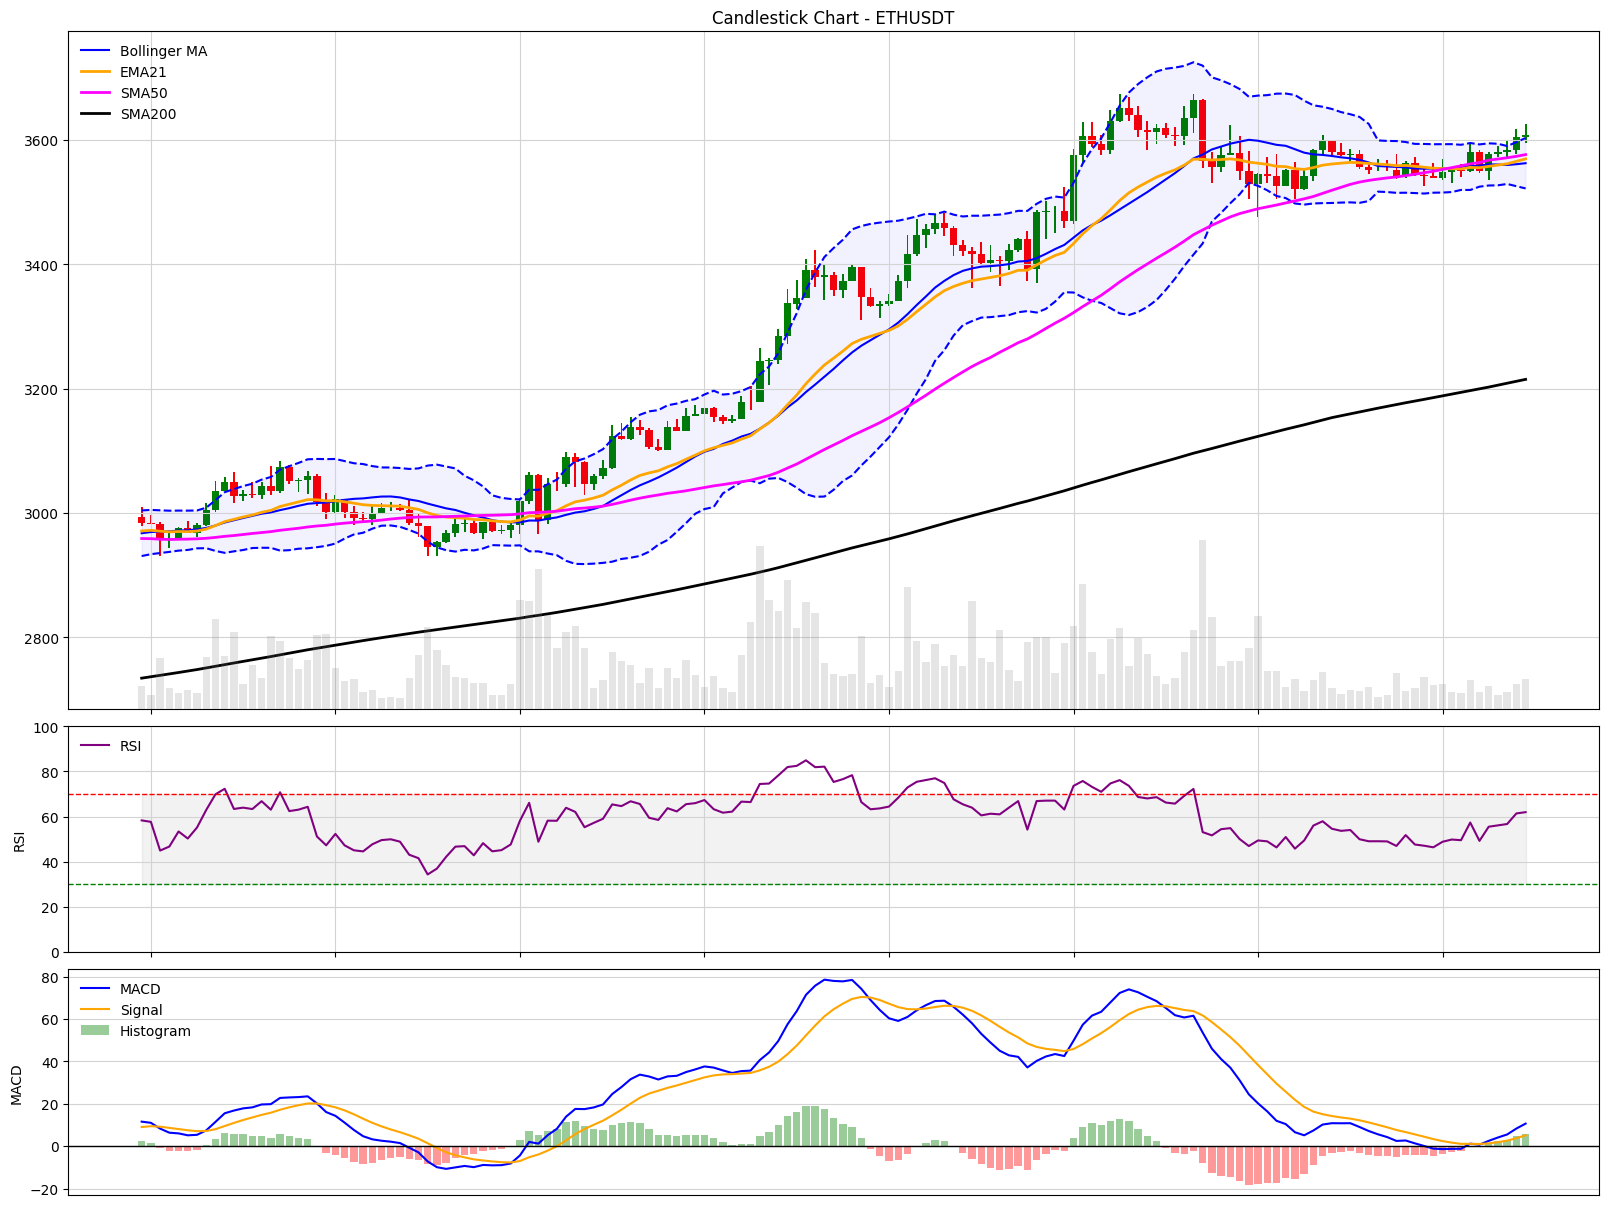 Candlestick Chart - ETHUSDT
Bollinger MA
EMA21
SMA50
SMA200
3600
3400
3200
3000
2800
100
RSI
80
60
RSI
40
20
0
80
MACD
Signal
60
Histogram
40
MACD
20
0
−20